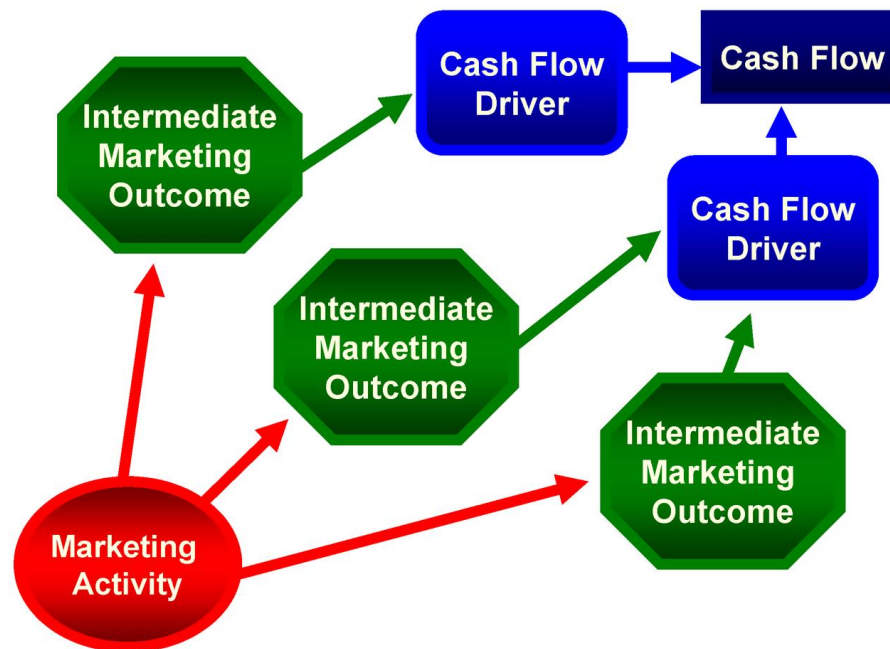 Cash Flow
Driver
Cash Flow
Intermediate
Marketing
Outcome
Cash Flow
Driver
Intermediate
Marketing
Outcome
Intermediate
Marketing
Outcome
Marketing
Activity